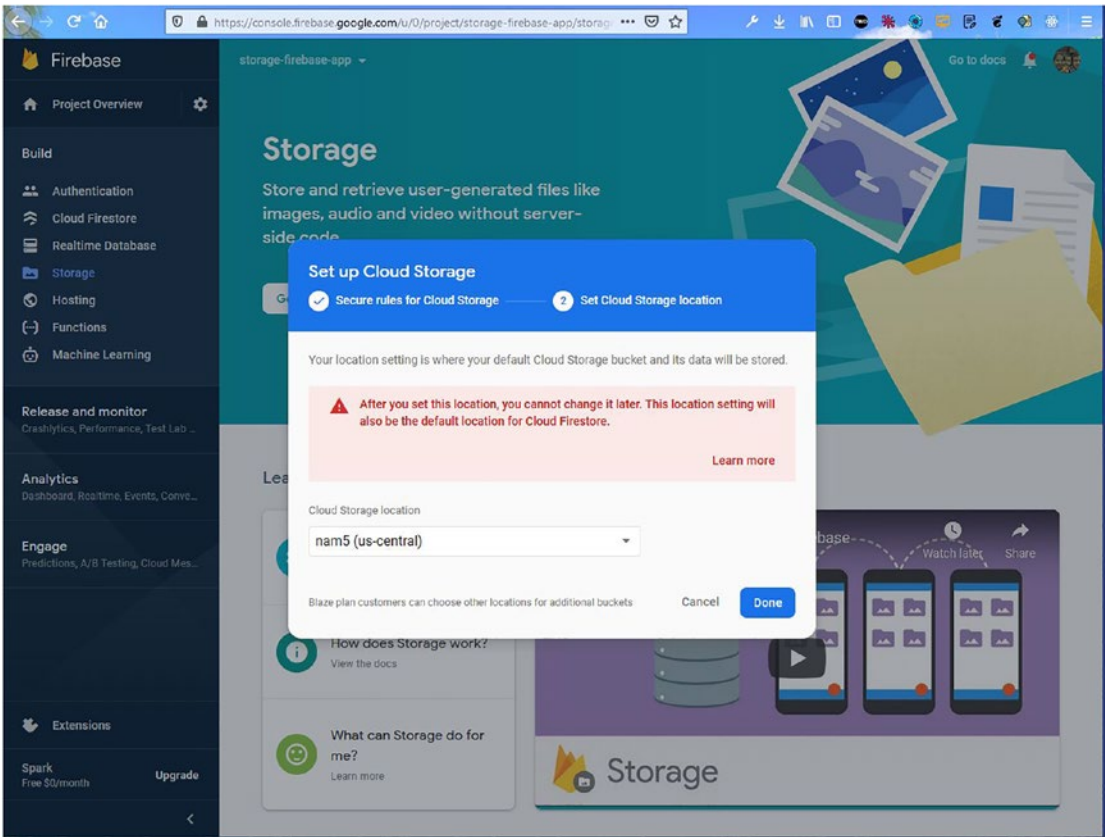 https://console.firebase.google.com/u/0/project/storage-firebase-app/storag
Firebase
Project Overview
Build
Authentication
Cloud Firestore
Realtime Database
Storage
Hosting
Functions
Machine Learning
Release and monitor
Crashlytics, Performance, Test Lab ...
Analytics
Dashboard, Realtime, Events, Conve...
Engage
Predictions, A/B Testing, Cloud Mes...
Extensions
Spark
Free $0/month
Upgrade
storage-firebase-app
Go to docs
Storage
Store and retrieve user-generated files like
images, audio and video without server-
side code
Set up Cloud Storage
Secure rules for Cloud Storage
2 Set Cloud Storage location
Your location setting is where your default Cloud Storage bucket and its data will be stored.
After you set this location, you cannot change it later. This location setting will
also be the default location for Cloud Firestore.
Learn more
Cloud Storage location
nam5 (us-central)
Blaze plan customers can choose other locations for additional buckets
Cancel
Done
Lea
How does Storage work?
View the docs
What can Storage do for
me?
Learn more
base
Watch later
Share
Storage